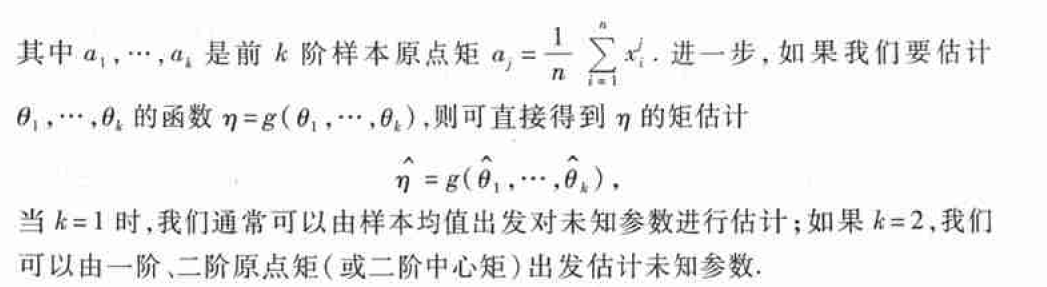 其中 $a_1,\cdots,a_k$ 是前 $k$ 阶样本原点矩 $a_j=\frac{1}{n}\sum_{i=1}^{n}x_i^j$. 进一步,如果我们要估计
$\theta_1,\cdots,\theta_k$ 的函数 $\eta=g(\theta_1,\cdots,\theta_k)$,则可直接得到 $\eta$ 的矩估计
$\hat{\eta}=g(\hat{\theta}_1,\cdots,\hat{\theta}_k)$,
当 $k=1$ 时,我们通常可以由样本均值出发对未知参数进行估计;如果 $k=2$,我们
可以由一阶、二阶原点矩(或二阶中心矩)出发估计未知参数.